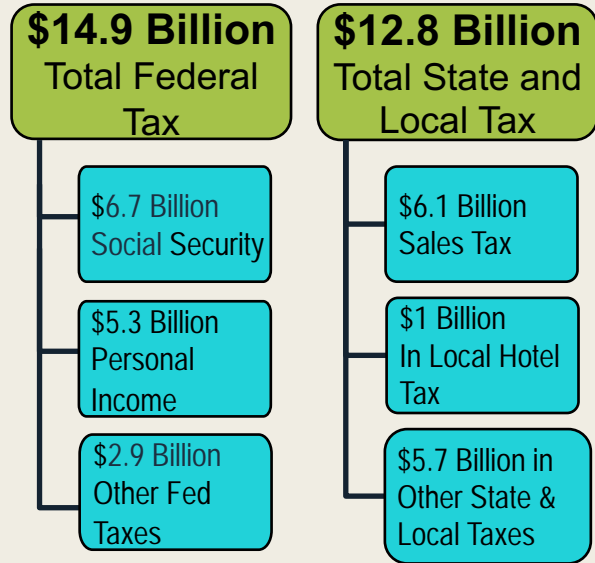 $14.9 Billion
Total Federal
Tax
$6.7 Billion
Social Security
$5.3 Billion
Personal
Income
$2.9 Billion
Other Fed
Taxes
$12.8 Billion
Total State and
Local Tax
$6.1 Billion
Sales Tax
$1 Billion
In Local Hotel
Tax
$5.7 Billion in
Other State &
Local Taxes